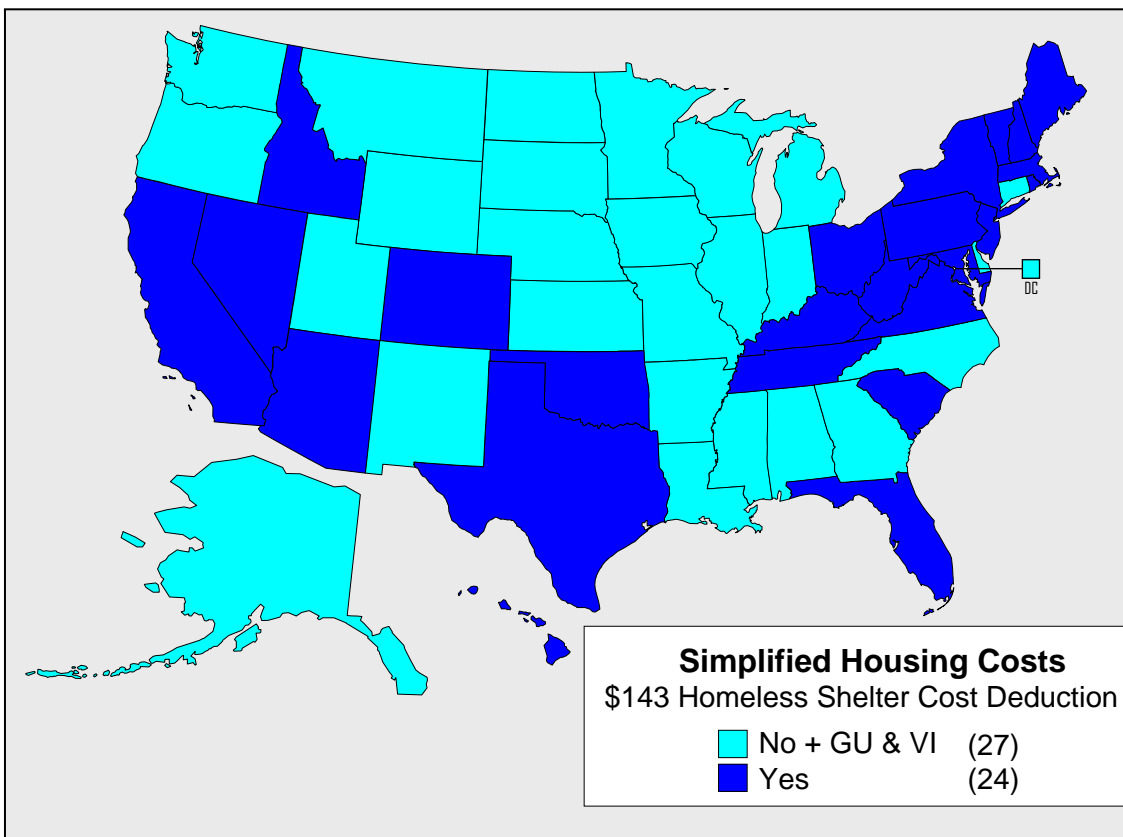 DC
Simplified Housing Costs
$143 Homeless Shelter Cost Deduction
No + GU & VI (27)
Yes (24)